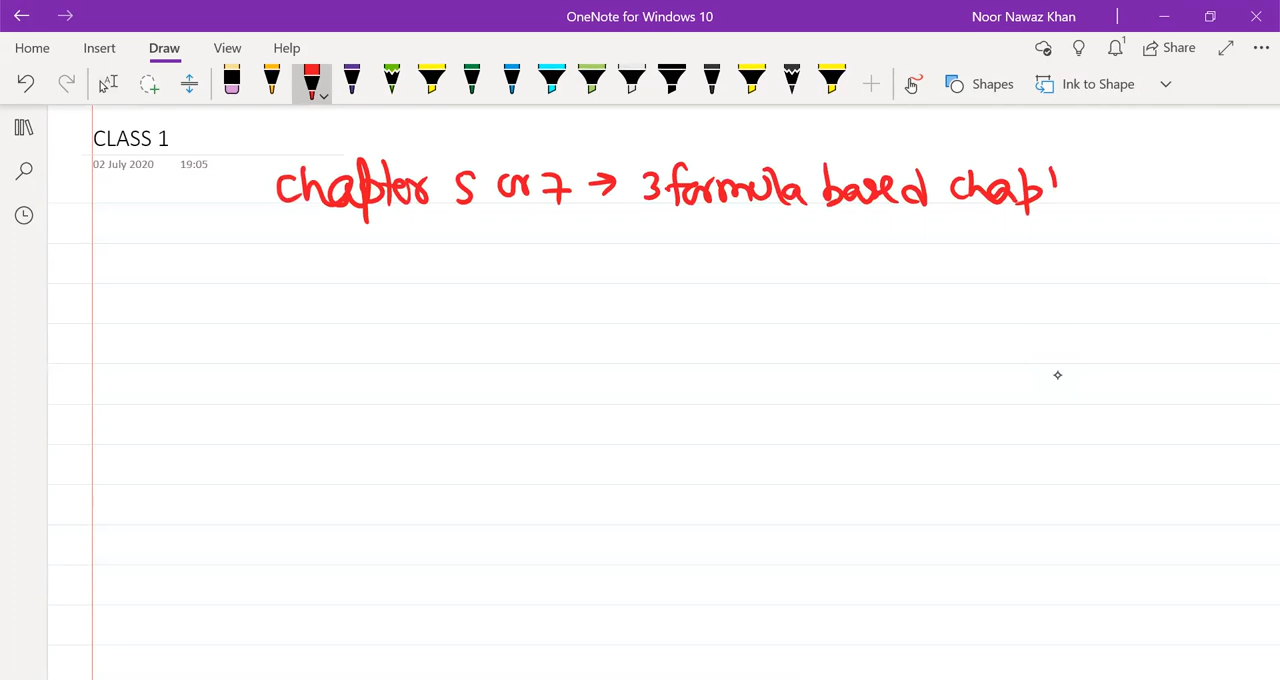 OneNote for Windows 10
Noor Nawaz Khan
Home Insert Draw View Help
1
Share
Shapes
Ink to Shape
CLASS 1
02 July 2020 19:05
Chapter 5 or 7 → 3 formula based chap